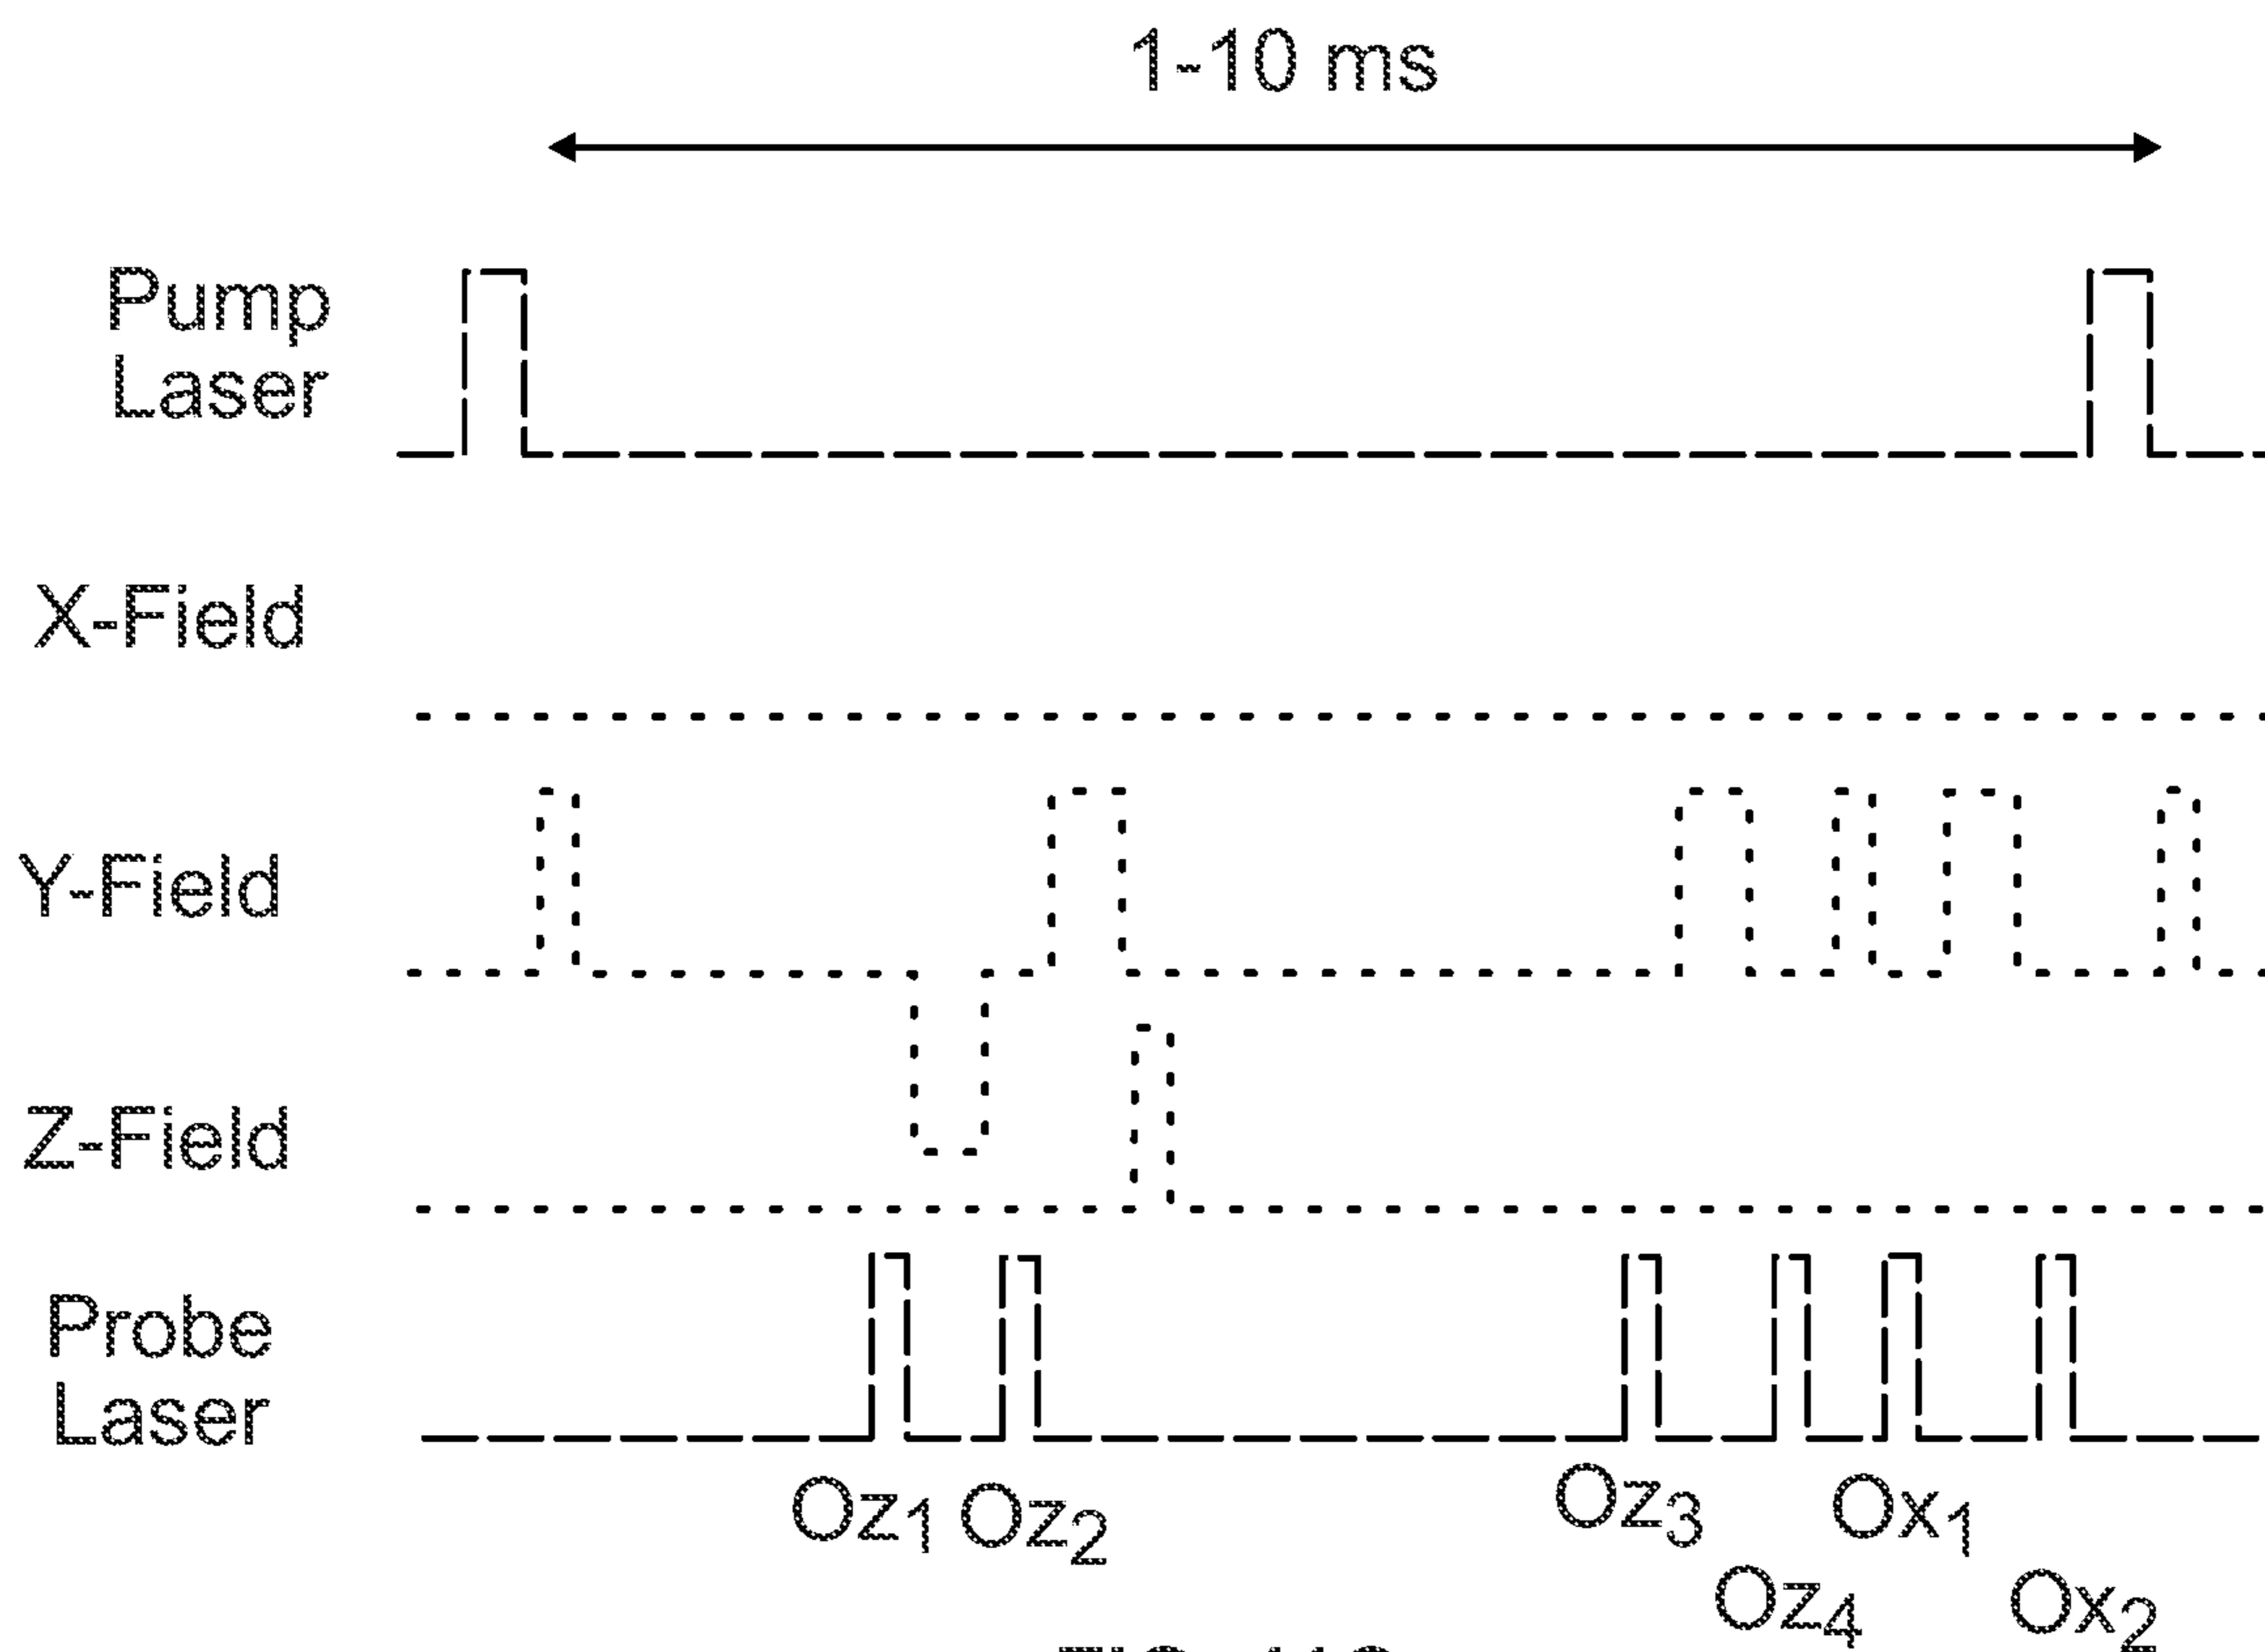 1-10 ms
Pump
Laser
X-Field
Y-Field
Z-Field
Probe
Laser
Oz1 Oz2
Oz3
Ox1
Oz4
Ox2